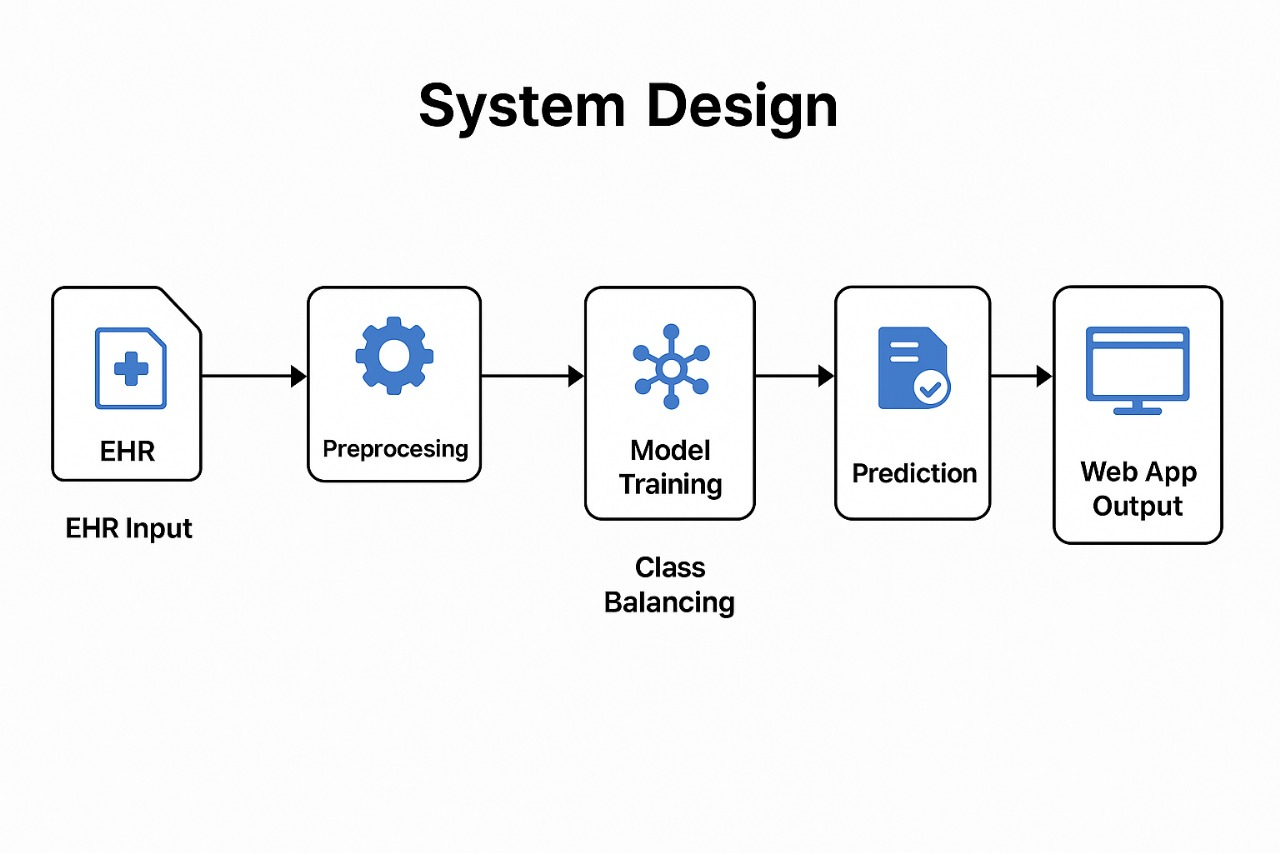 System Design
EHR
Preprocesing
Model
Training
Prediction
Web App
Output
EHR Input
Class
Balancing